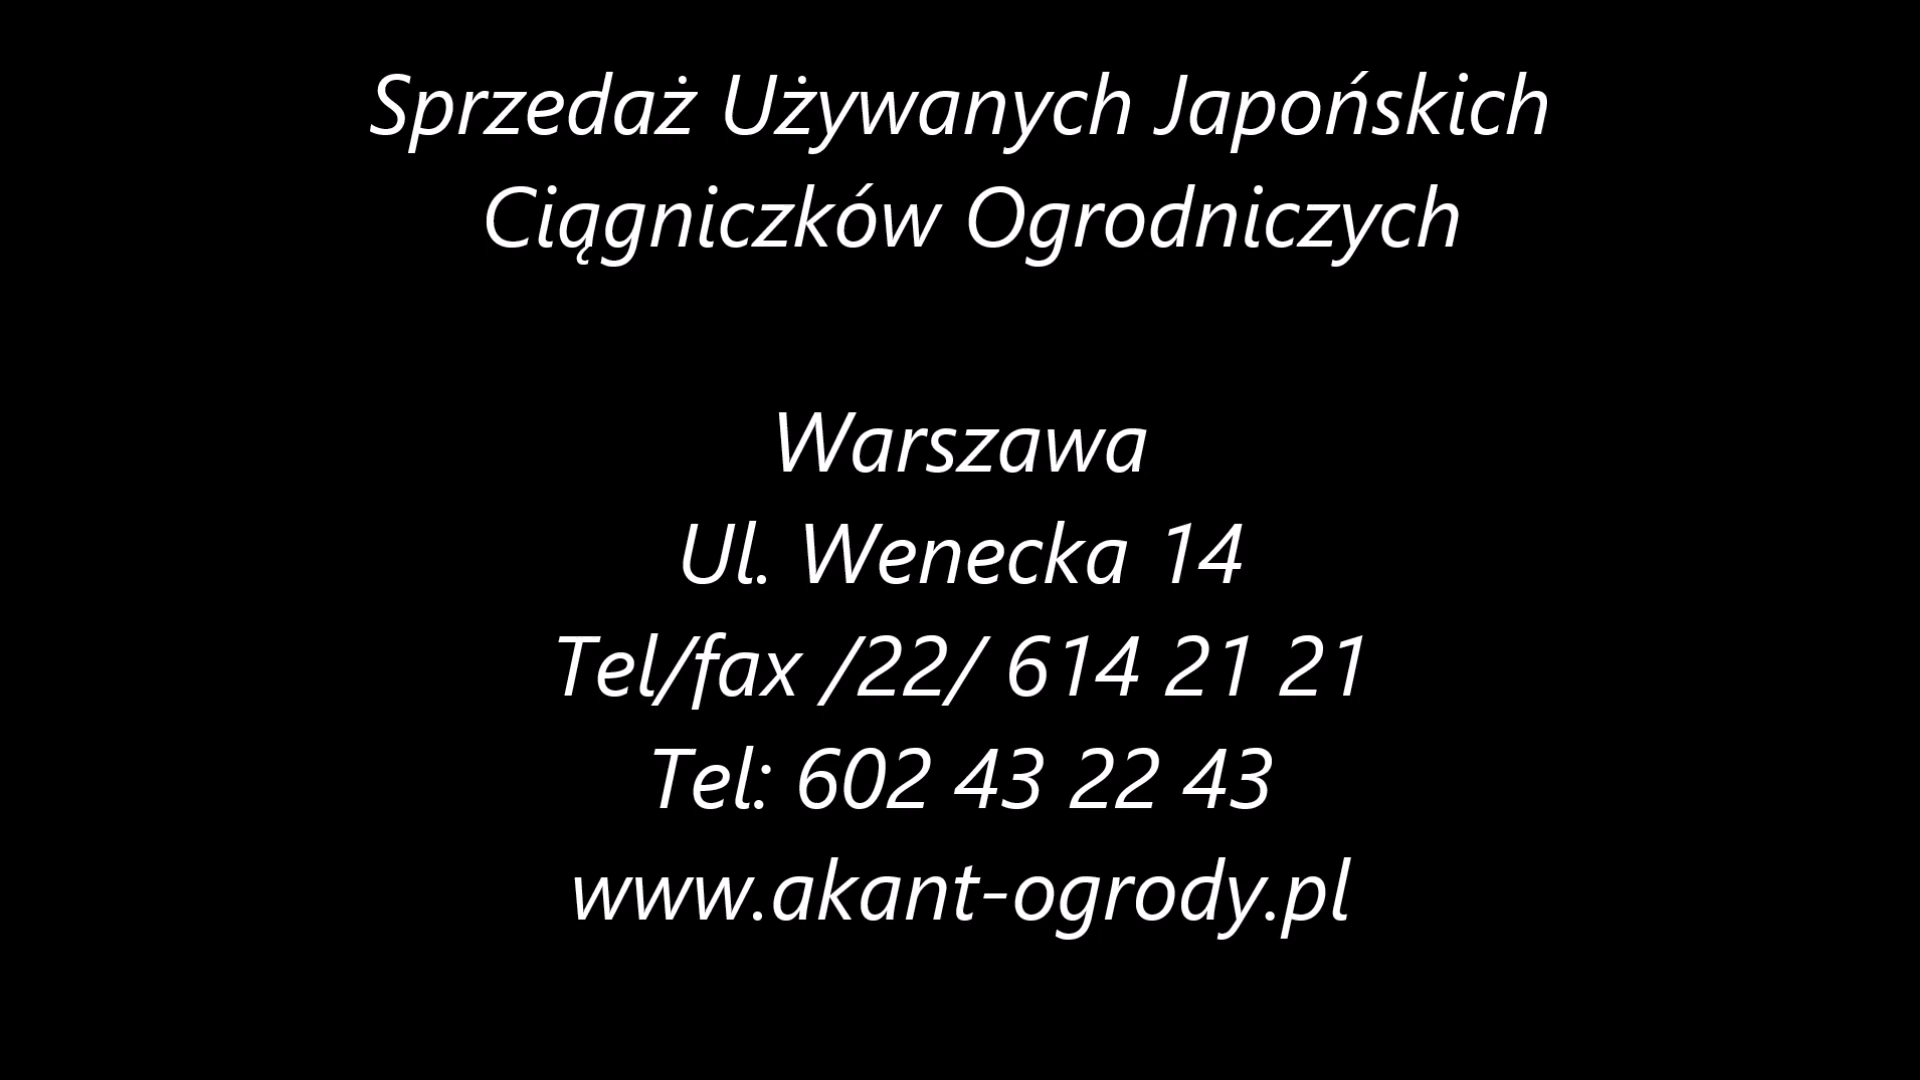 Sprzedaż Używanych Japońskich
Ciągniczków Ogrodniczych
Warszawa
Ul. Wenecka 14
Tel/fax /22/ 614 21 21
Tel: 602 43 22 43
www.akant-ogrody.pl